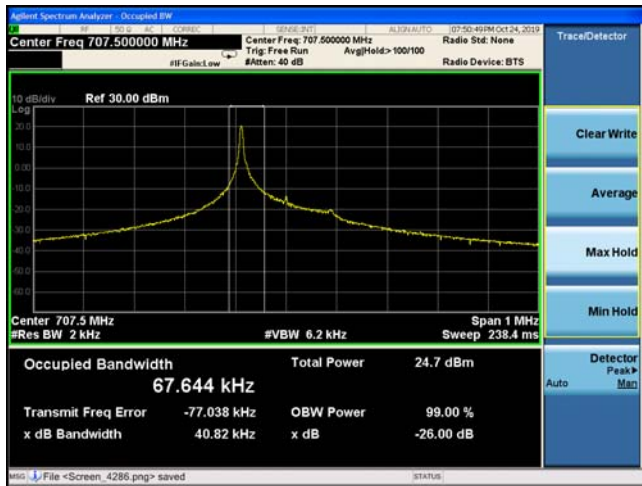 Agilent Spectrum Analyzer - Occupied BW
RF 50 Ω AC CORREC SENSE:INT ALIGN AUTO 07:50:49 PM Oct 24, 2019
Center Freq 707.500000 MHz
Center Freq: 707.500000 MHz
Radio Std: None
Trig: Free Run Avg|Hold:> 100/100
#IFGain:Low #Atten: 40 dB Radio Device: BTS
10 dB/div Ref 30.00 dBm
Log
20.0
10.0
0.00
-10.0
-20.0
-30.0
-40.0
-50.0
-60.0
Center 707.5 MHz Span 1 MHz
#Res BW 2 kHz #VBW 6.2 kHz Sweep 238.4 ms
Occupied Bandwidth Total Power 24.7 dBm
67.644 kHz
Transmit Freq Error -77.038 kHz OBW Power 99.00 %
x dB Bandwidth 40.82 kHz x dB -26.00 dB
MSG File <Screen_4286.png> saved STATUS
Trace/Detector
Clear Write
Average
Max Hold
Min Hold
Detector
Peak▶
Auto Man